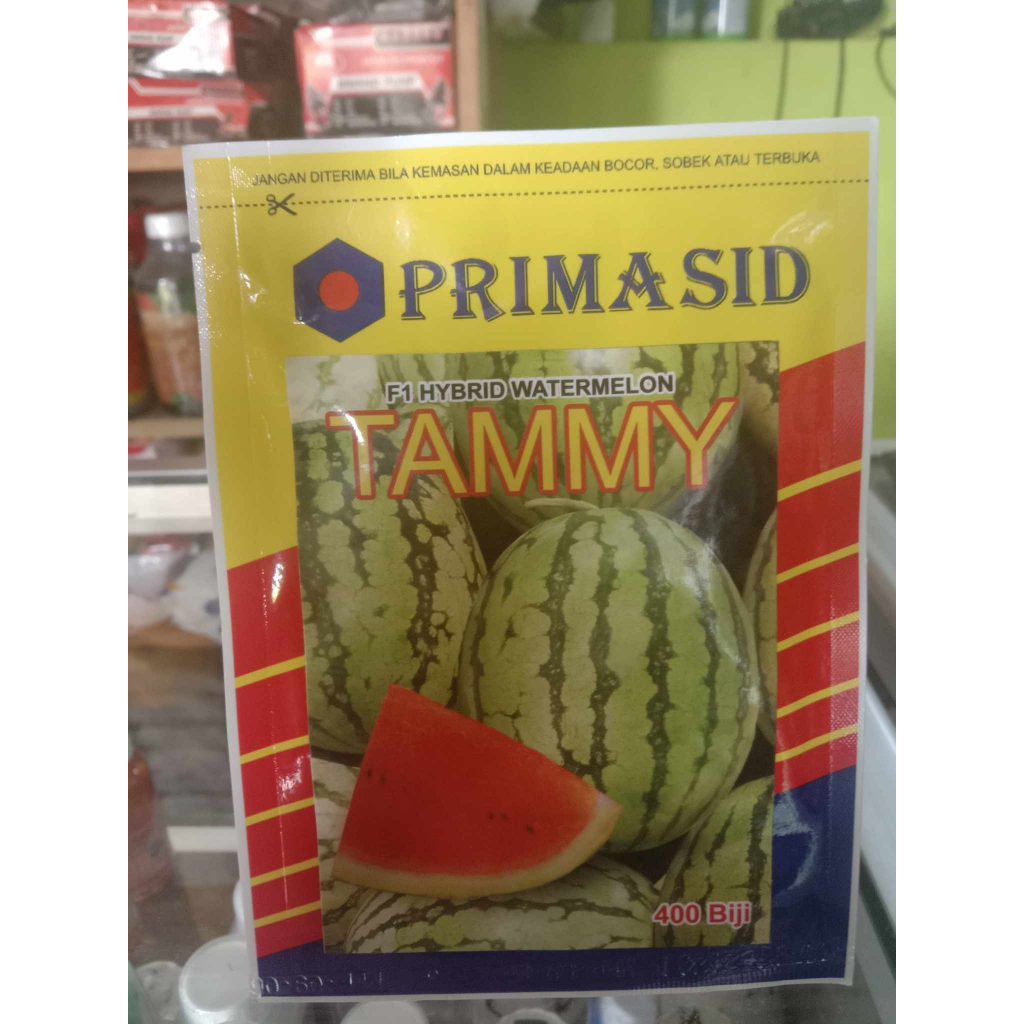 JANGAN DITERIMA BILA KEMASAN DALAM KEADAAN BOCOR, SOBEK ATAU TERBUKA
PRIMASID
F1 HYBRID WATERMELON
TAMMY
400 Biji